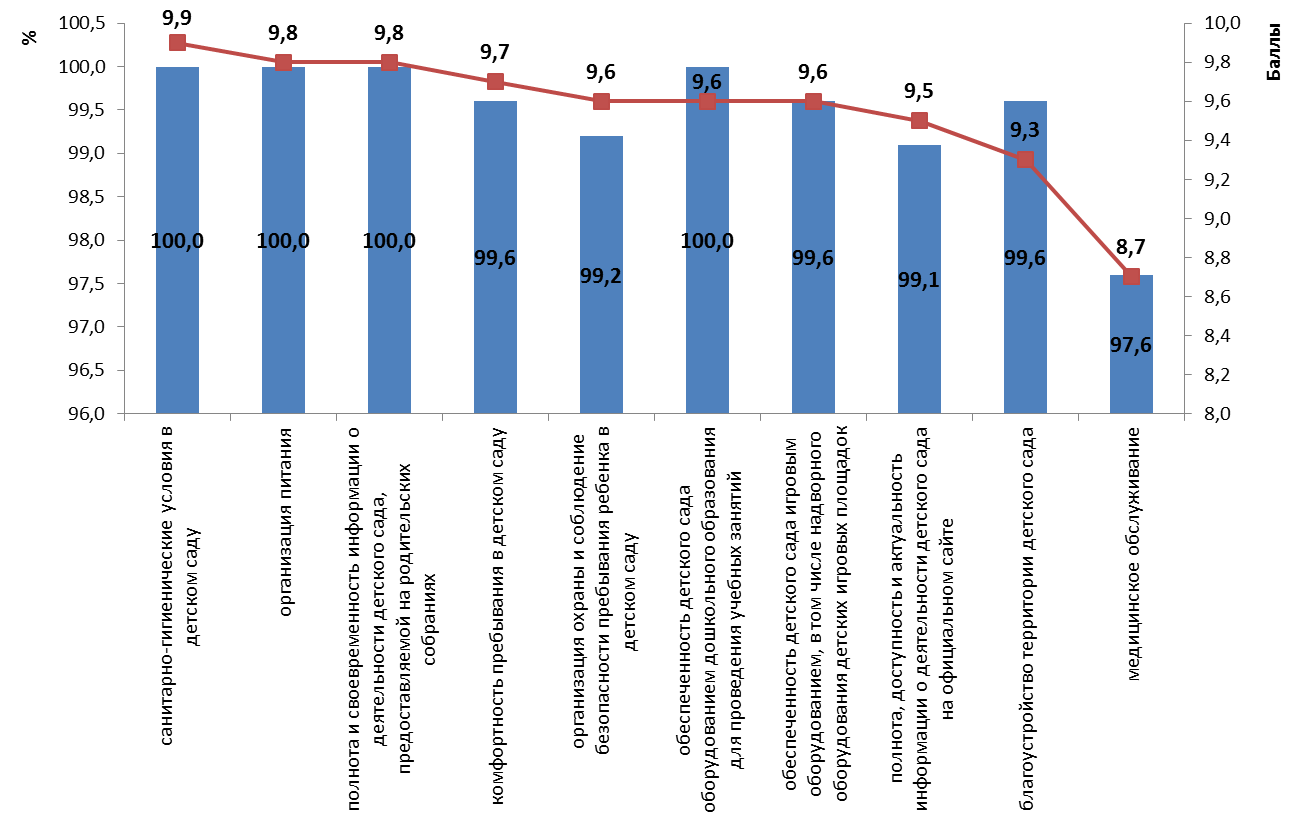 %
100,5
100,0
99,5
99,0
98,5
98,0
97,5
97,0
96,5
96,0
9,9
9,8
9,8
9,7
9,6
9,6
9,6
9,5
9,3
8,7
100,0
100,0
100,0
99,6
99,2
100,0
99,6
99,1
99,6
97,6
Баллы
10,0
9,8
9,6
9,4
9,2
9,0
8,8
8,6
8,4
8,2
8,0
санитарно-гигиенические условия в
детском саду
организация питания
полнота и своевременность информации о
деятельности детского сада,
предоставляемой на родительских
собраниях
комфортность пребывания в детском саду
организация охраны и соблюдение
безопасности пребывания ребенка в
детском саду
обеспеченность детского сада
оборудованием дошкольного образования
для проведения учебных занятий
обеспеченность детского сада игровым
оборудованием, в том числе надворного
оборудования детских игровых площадок
полнота, доступность и актуальность
информации о деятельности детского сада
на официальном сайте
благоустройство территории детского сада
медицинское обслуживание